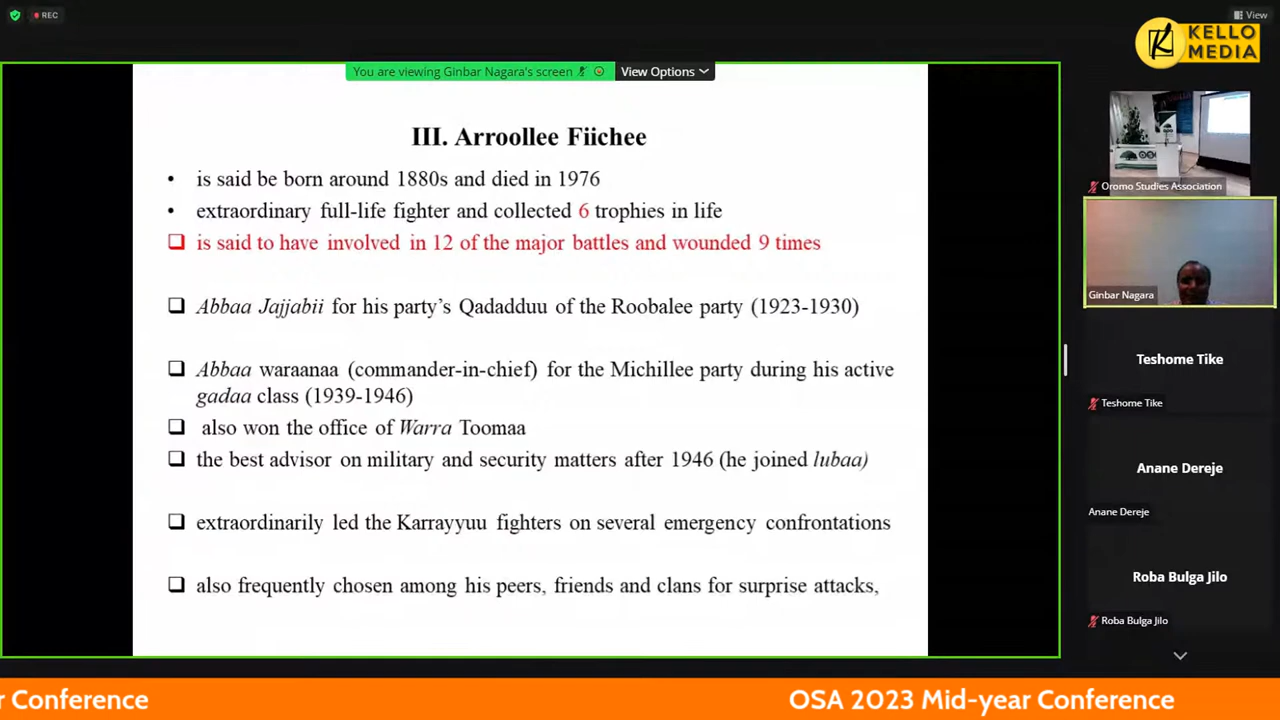 REC
View
KELLO
MEDIA
You are viewing Ginbar Nagara's screen
View Options
III. Arroollee Fiichee
• is said be born around 1880s and died in 1976
• extraordinary full-life fighter and collected 6 trophies in life
❑ is said to have involved in 12 of the major battles and wounded 9 times
❑ Abbaa Jajjabii for his party's Qadadduu of the Roobalee party (1923-1930)
❑ Abbaa waraanaa (commander-in-chief) for the Michillee party during his active
gadaa class (1939-1946)
❑ also won the office of Warra Toomaa
❑ the best advisor on military and security matters after 1946 (he joined lubaa)
❑ extraordinarily led the Karrayyuu fighters on several emergency confrontations
❑ also frequently chosen among his peers, friends and clans for surprise attacks,
Oromo Studies Association
Ginbar Nagara
Teshome Tike
Teshome Tike
Anane Dereje
Anane Dereje
Roba Bulga Jilo
Roba Bulga Jilo
r Conference
OSA 2023 Mid-year Conference